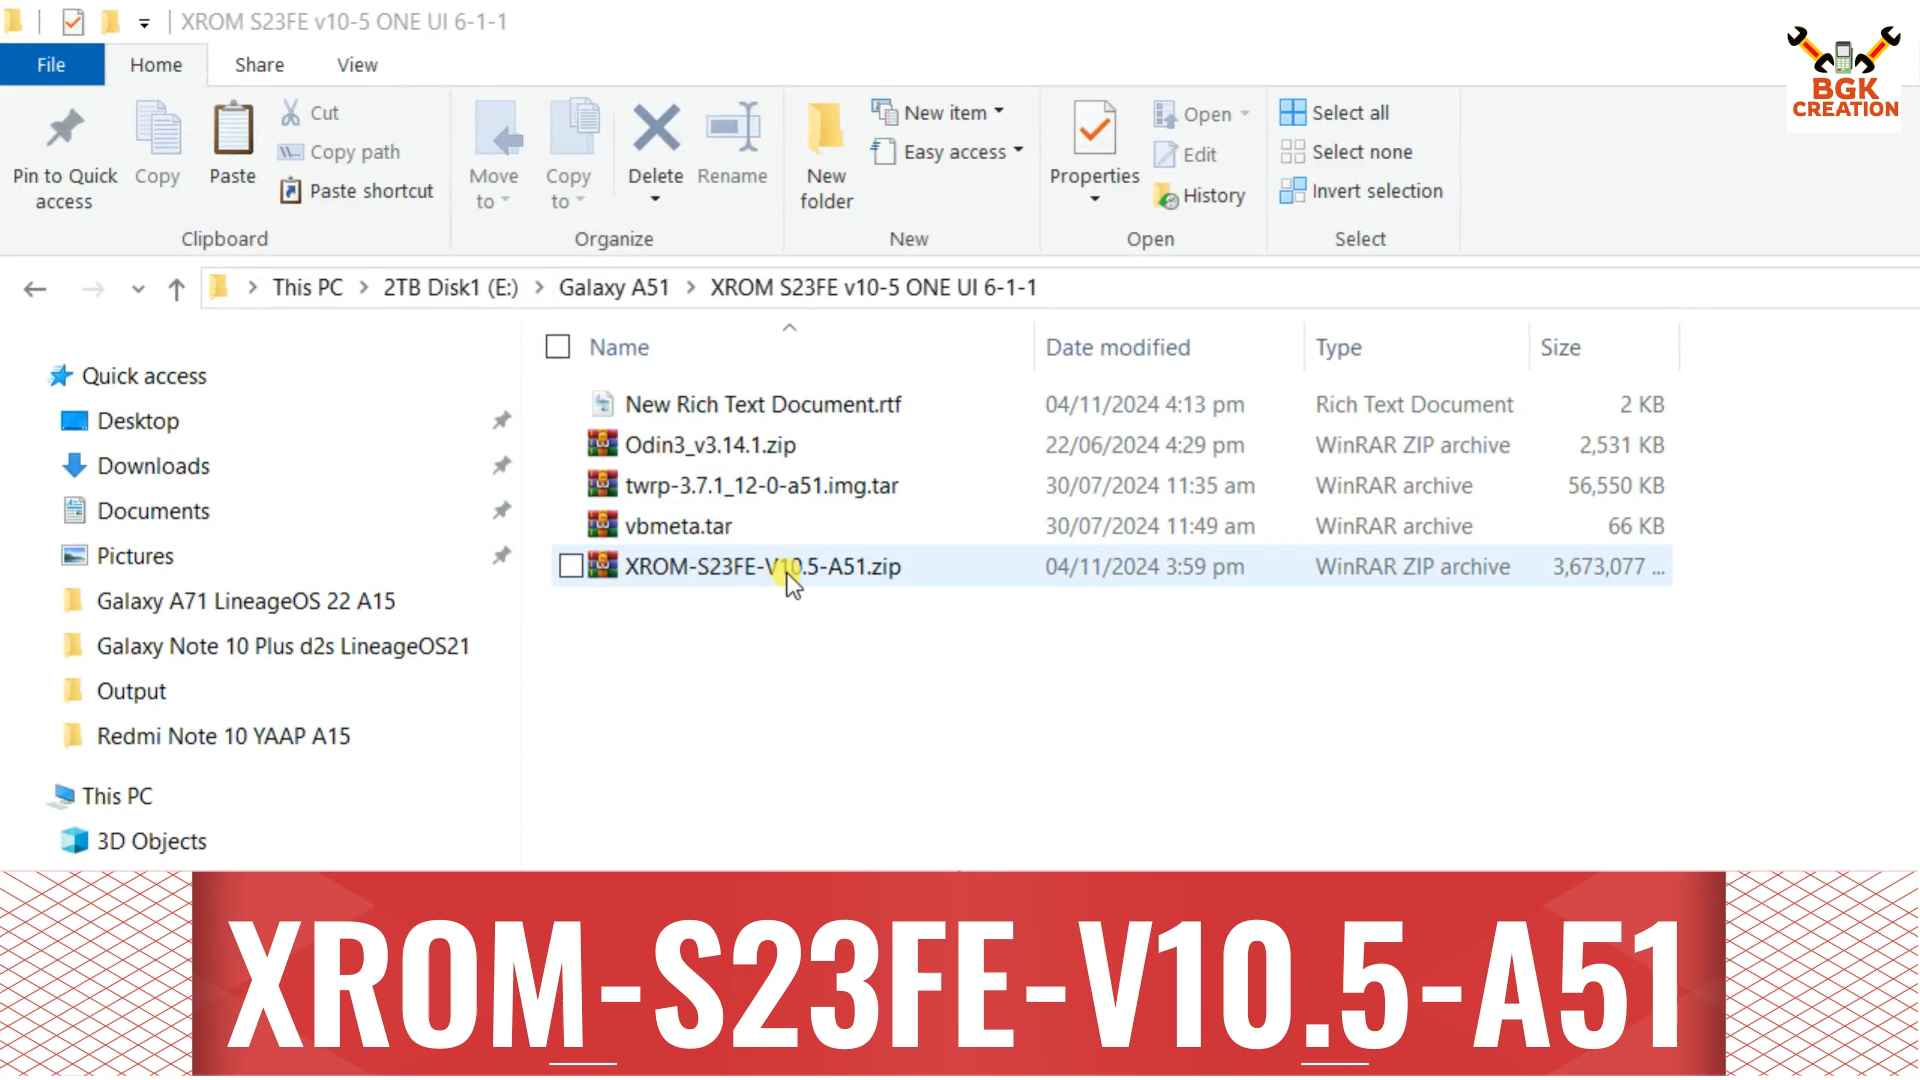 XROM S23FE v10-5 ONE UI 6-1-1
File Home Share View
Pin to Quick access
Copy
Paste
Cut
Copy path
Paste shortcut
Clipboard
Move to
Copy to
Delete
Rename
Organize
New folder
New item
Easy access
New
Properties
Open
Edit
History
Open
Select all
Select none
Invert selection
Select
BGK
CREATION
This PC > 2TB Disk1 (E:) > Galaxy A51 > XROM S23FE v10-5 ONE UI 6-1-1
Name Date modified Type Size
New Rich Text Document.rtf 04/11/2024 4:13 pm Rich Text Document 2 KB
Odin3_v3.14.1.zip 22/06/2024 4:29 pm WinRAR ZIP archive 2,531 KB
twrp-3.7.1_12-0-a51.img.tar 30/07/2024 11:35 am WinRAR archive 56,550 KB
vbmeta.tar 30/07/2024 11:49 am WinRAR archive 66 KB
XROM-S23FE-V10.5-A51.zip 04/11/2024 3:59 pm WinRAR ZIP archive 3,673,077 ...
Quick access
Desktop
Downloads
Documents
Pictures
Galaxy A71 LineageOS 22 A15
Galaxy Note 10 Plus d2s LineageOS21
Output
Redmi Note 10 YAAP A15
This PC
3D Objects
XROM-S23FE-V10.5-A51